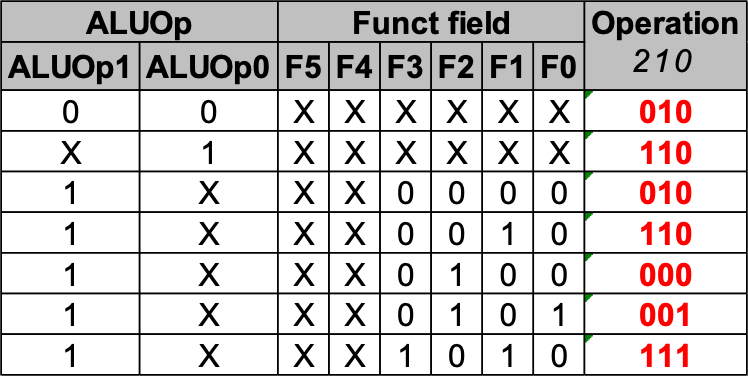 ALUOp Funct field Operation
ALUOp1 ALUOp0 F5 F4 F3 F2 F1 F0 210
0 0 X X X X X X 010
X 1 X X X X X X 110
1 X X X 0 0 0 0 010
1 X X X 0 0 1 0 110
1 X X X 0 1 0 0 000
1 X X X 0 1 0 1 001
1 X X X 1 0 1 0 111